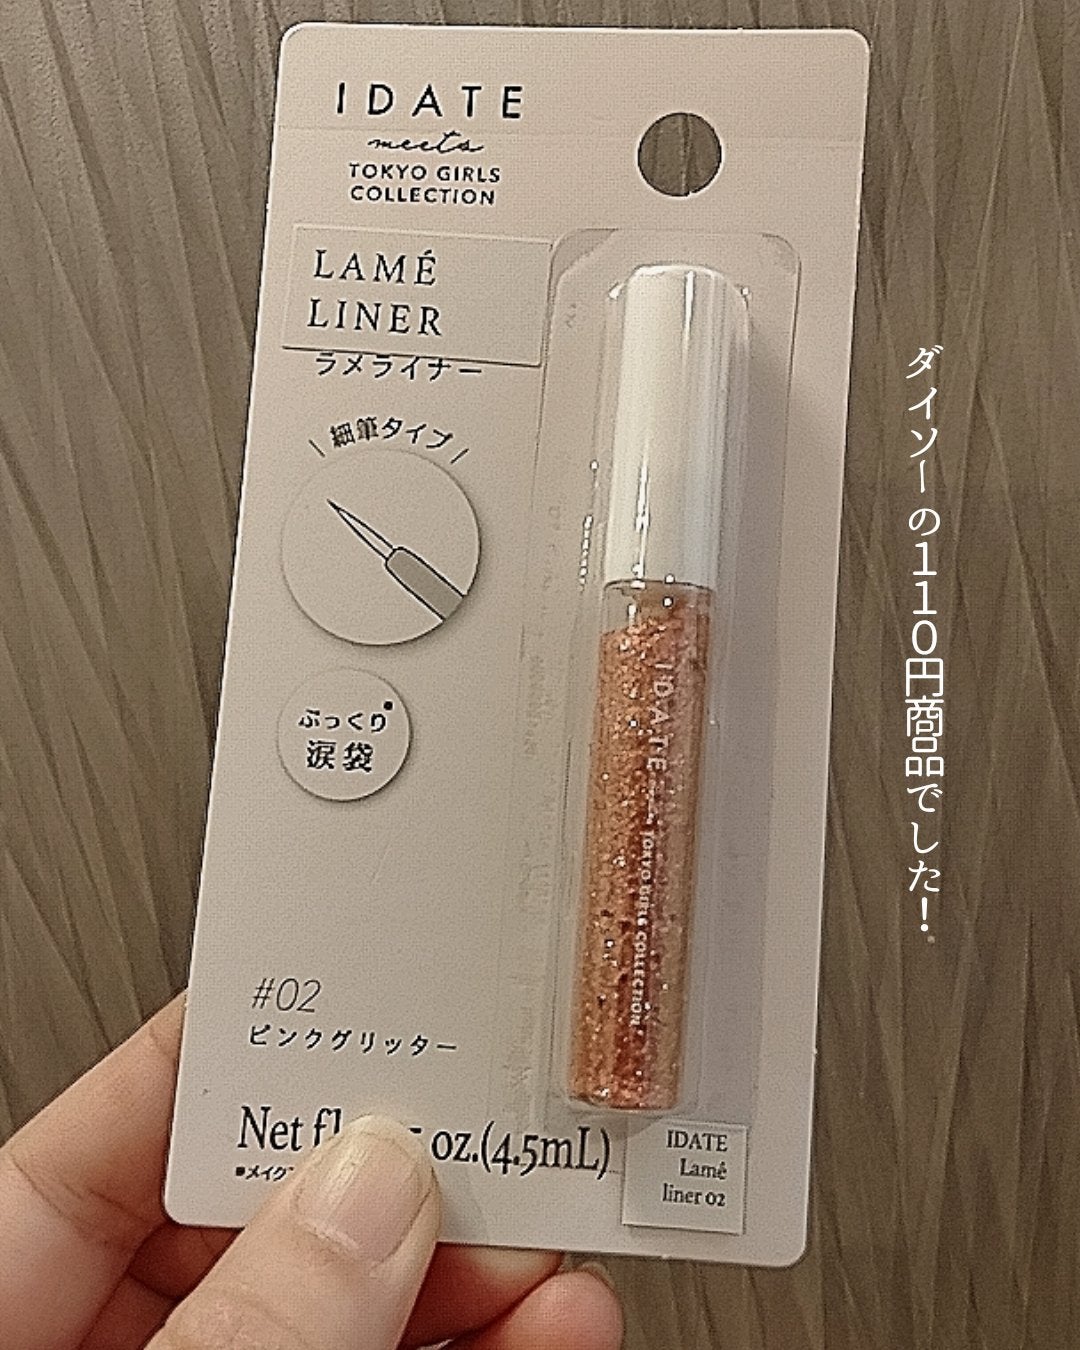 IDATE
meets
TOKYO GIRLS
COLLECTION
LAMÉ
LINER
ラメライナー
細筆タイプ
ぷっくり
涙袋
#02
ピンクグリッター
Net fl. oz.(4.5mL)
IDATE
Lamé
liner 02
IDATE
TOKYO GIRLS COLLECTION
ダイソーの110円商品でした!